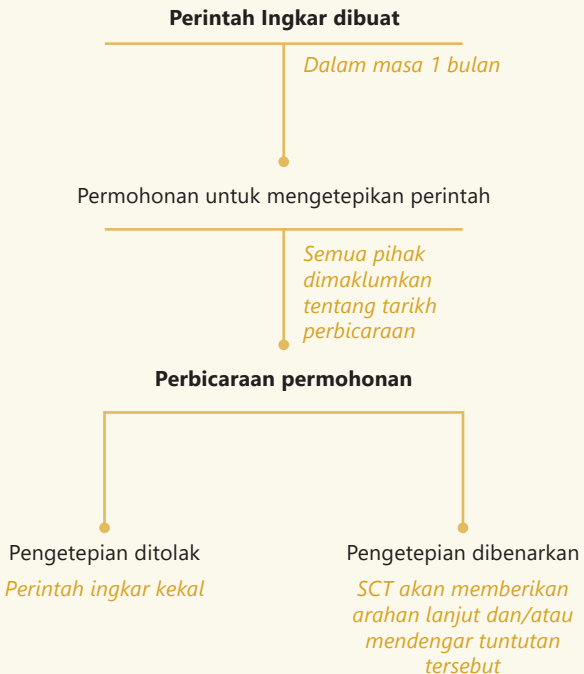 Perintah Ingkar dibuat
Dalam masa 1 bulan
Permohonan untuk mengetepikan perintah
Semua pihak
dimaklumkan
tentang tarikh
perbicaraan
Perbicaraan permohonan
Pengetepian ditolak
Perintah ingkar kekal
Pengetepian dibenarkan
SCT akan memberikan
arahan lanjut dan/atau
mendengar tuntutan
tersebut